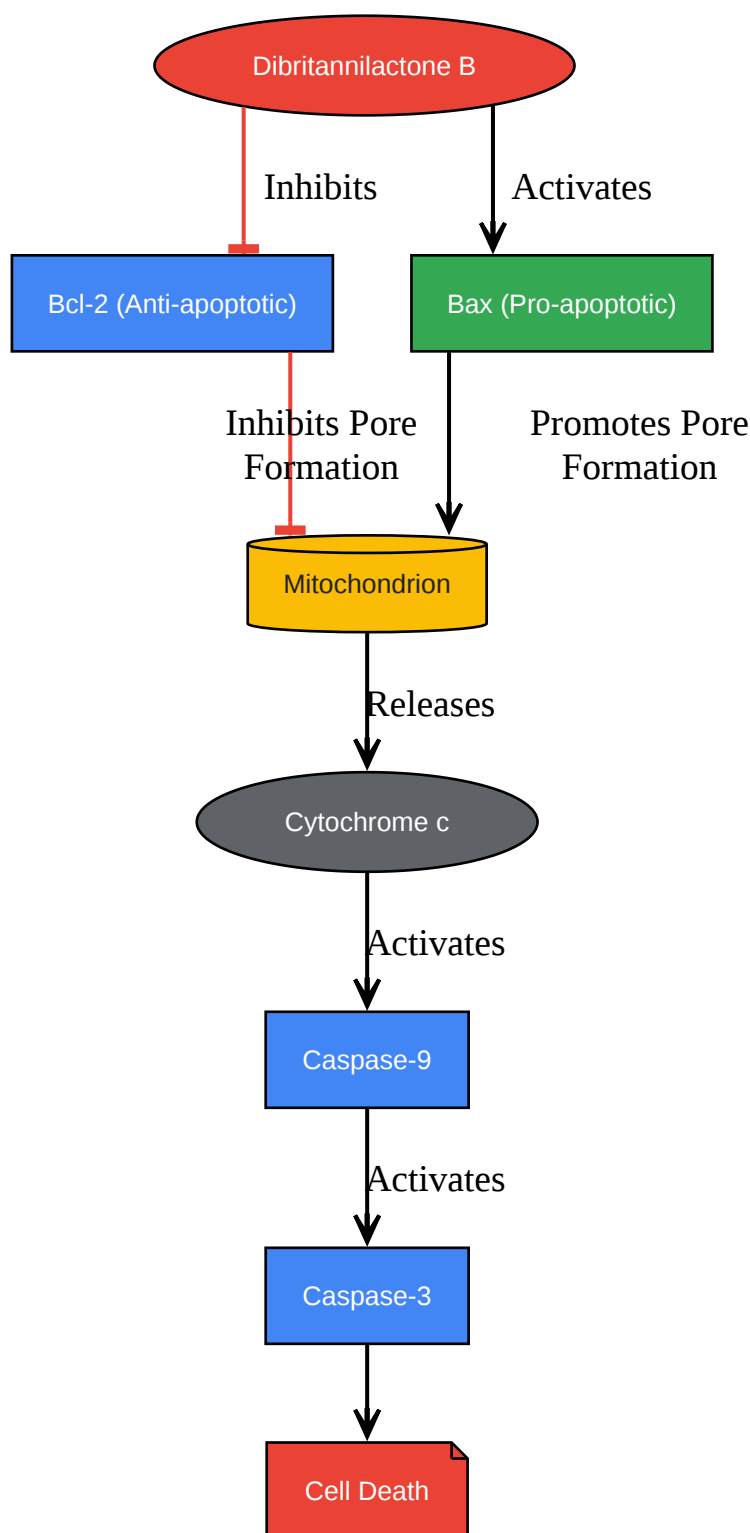 Dibritannilactone B
Inhibits
Activates
Bcl-2 (Anti-apoptotic)
Bax (Pro-apoptotic)
Inhibits Pore
Formation
Promotes Pore
Formation
Mitochondrion
Releases
Cytochrome c
Activates
Caspase-9
Activates
Caspase-3
Cell Death